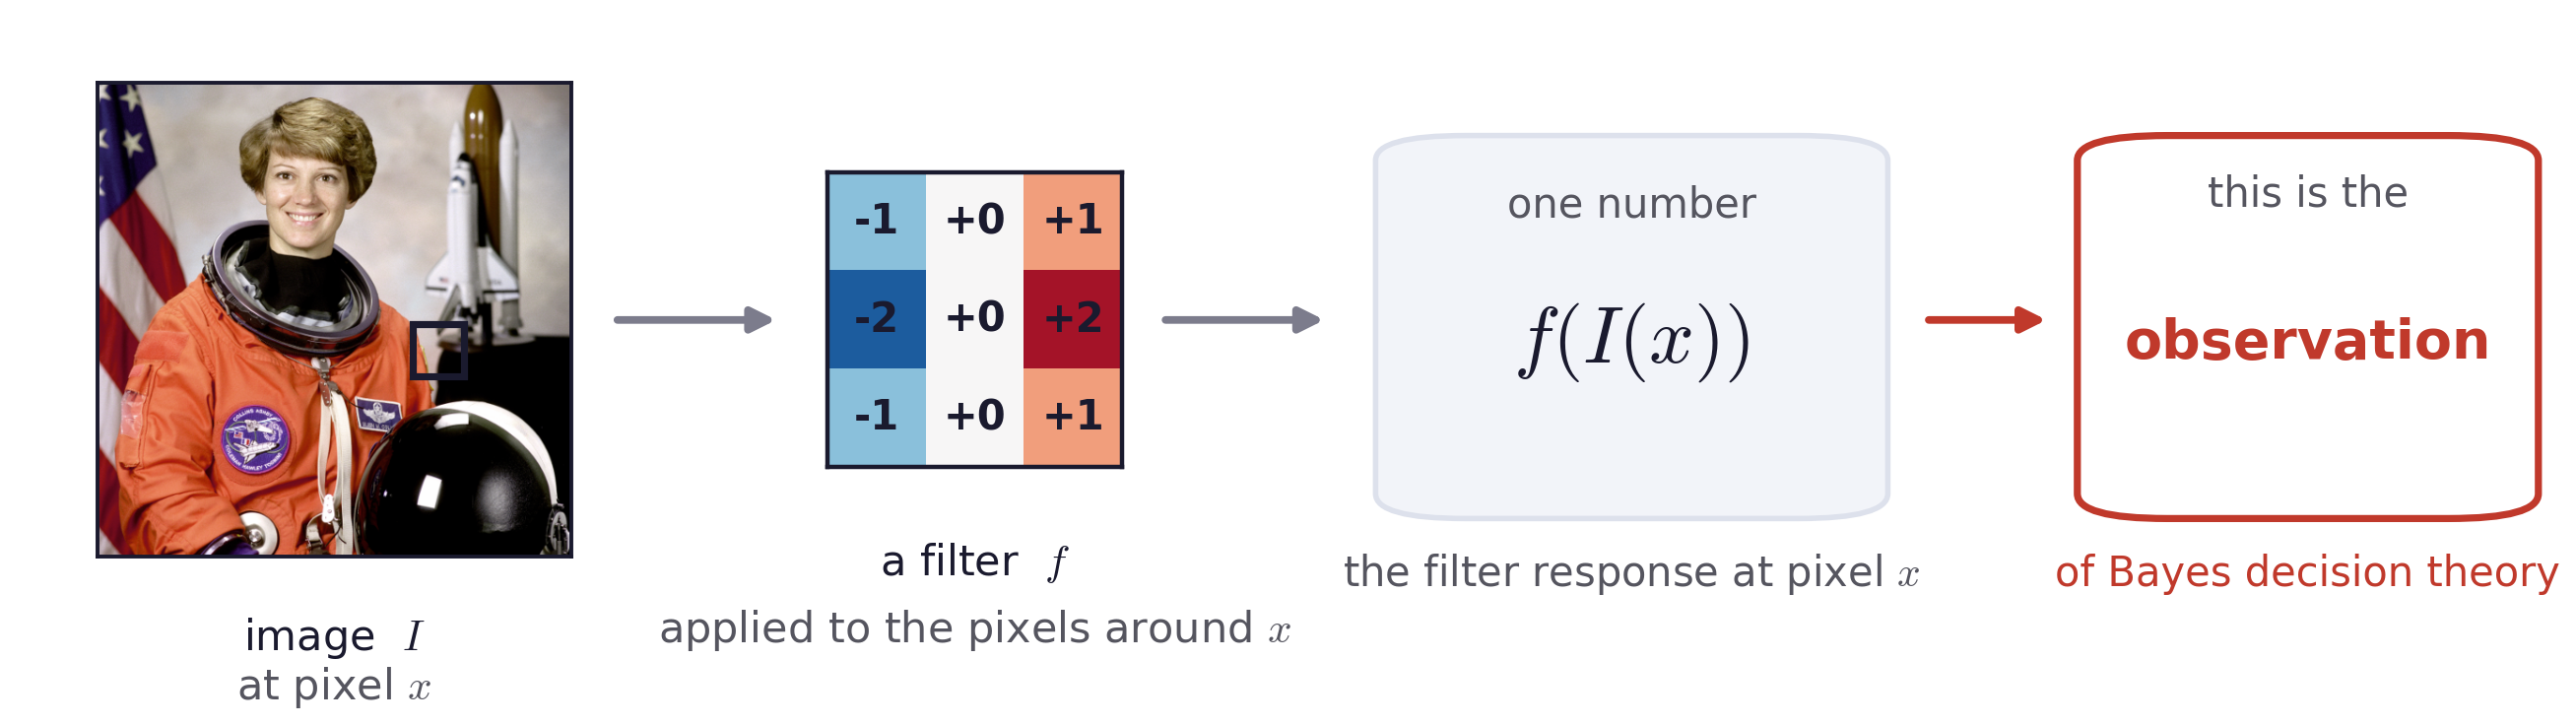 image I
at pixel x
-1 +0 +1
-2 +0 +2
-1 +0 +1
a filter f
applied to the pixels around x
one number
f(I(x))
the filter response at pixel x
this is the
observation
of Bayes decision theory